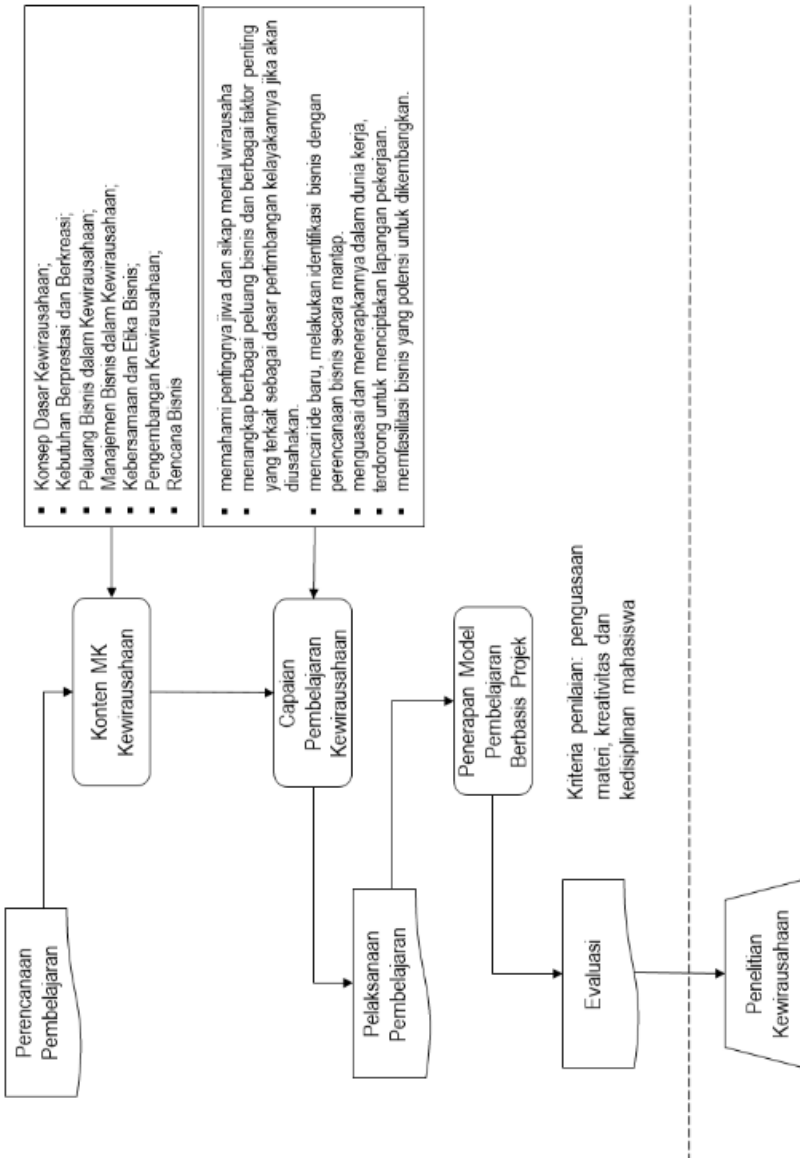 Perencanaan
Pembelajaran
Konten MK
Kewirausahaan
▪ Konsep Dasar Kewirausahaan;
▪ Kebutuhan Berprestasi dan Berkreasi;
▪ Peluang Bisnis dalam Kewirausahaan;
▪ Manajemen Bisnis dalam Kewirausahaan;
▪ Kebersamaan dan Etika Bisnis;
▪ Pengembangan Kewirausahaan;
▪ Rencana Bisnis
Capaian
Pembelajaran
Kewirausahaan
▪ memahami pentingnya jiwa dan sikap mental wirausaha
▪ menangkap berbagai peluang bisnis dan berbagai faktor penting
yang terkait sebagai dasar pertimbangan kelayakannya jika akan
diusahakan.
▪ mencari ide baru, melakukan identifikasi bisnis dengan
perencanaan bisnis secara mantap.
▪ menguasai dan menerapkannya dalam dunia kerja,
▪ terdorong untuk menciptakan lapangan pekerjaan.
▪ memfasilitasi bisnis yang potensi untuk dikembangkan.
Pelaksanaan
Pembelajaran
Penerapan Model
Pembelajaran
Berbasis Projek
Evaluasi
Kriteria penilaian: penguasaan
materi, kreativitas dan
kedisiplinan mahasiswa
Penelitian
Kewirausahaan